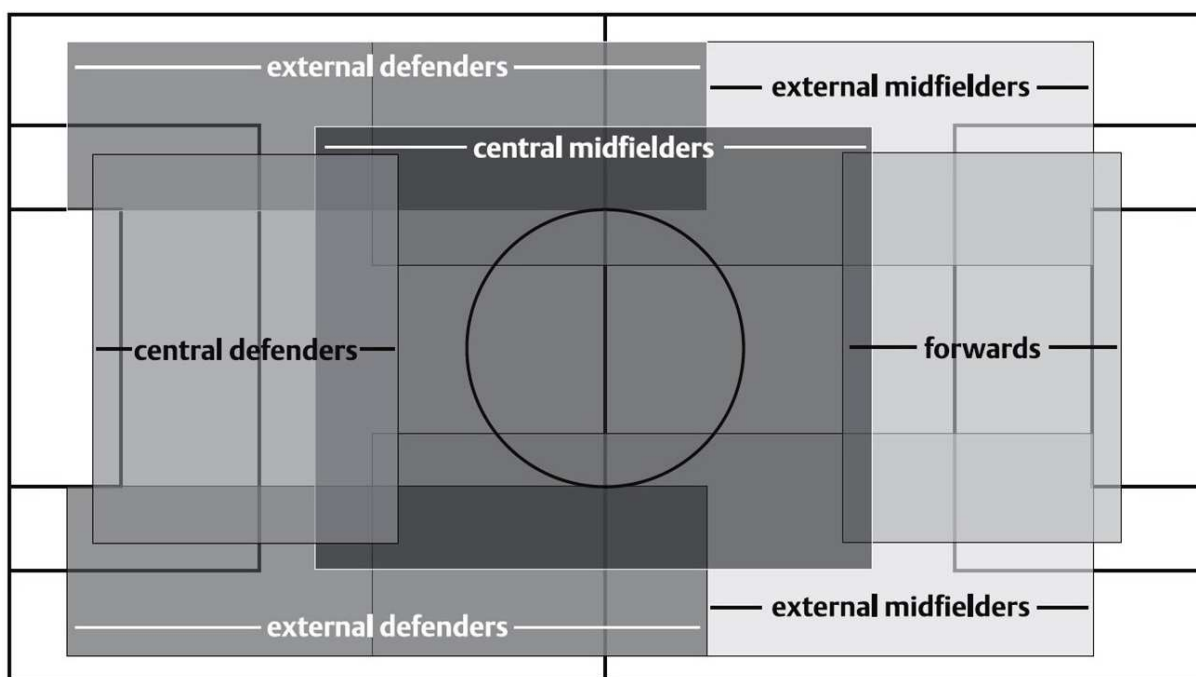 external defenders
external midfielders
central midfielders
central defenders
forwards
external midfielders
external defenders